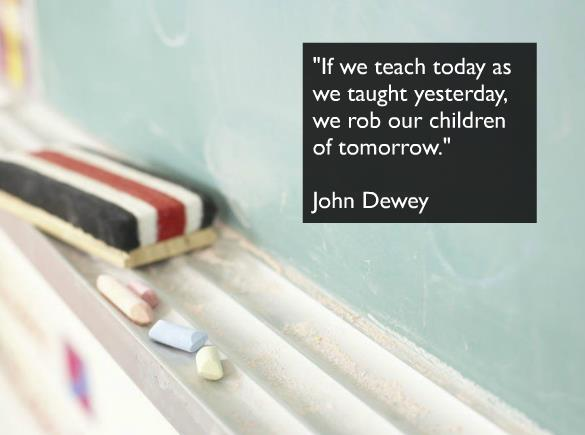 "If we teach today as
we taught yesterday,
we rob our children
of tomorrow."
John Dewey